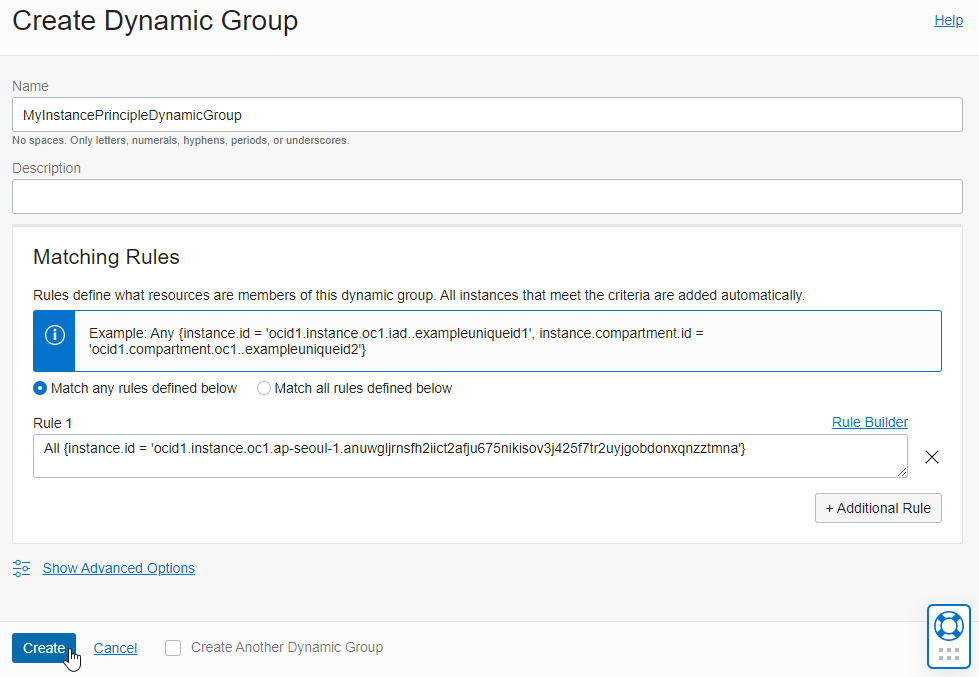 Create Dynamic Group
Help
Name
MyInstancePrincipleDynamicGroup
No spaces. Only letters, numerals, hyphens, periods, or underscores.
Description
Matching Rules
Rules define what resources are members of this dynamic group. All instances that meet the criteria are added automatically.
Example: Any {instance.id = 'ocid1.instance.oc1.iad..exampleuniqueid1', instance.compartment.id =
'ocid1.compartment.oc1..exampleuniqueid2'}
Match any rules defined below
Match all rules defined below
Rule 1
Rule Builder
All {instance.id = 'ocid1.instance.oc1.ap-seoul-1.anuwgljrnsfh2iict2afju675nikisov3j425f7tr2uyjgobdonxqnzztmna'}
+ Additional Rule
Show Advanced Options
Create
Cancel
Create Another Dynamic Group